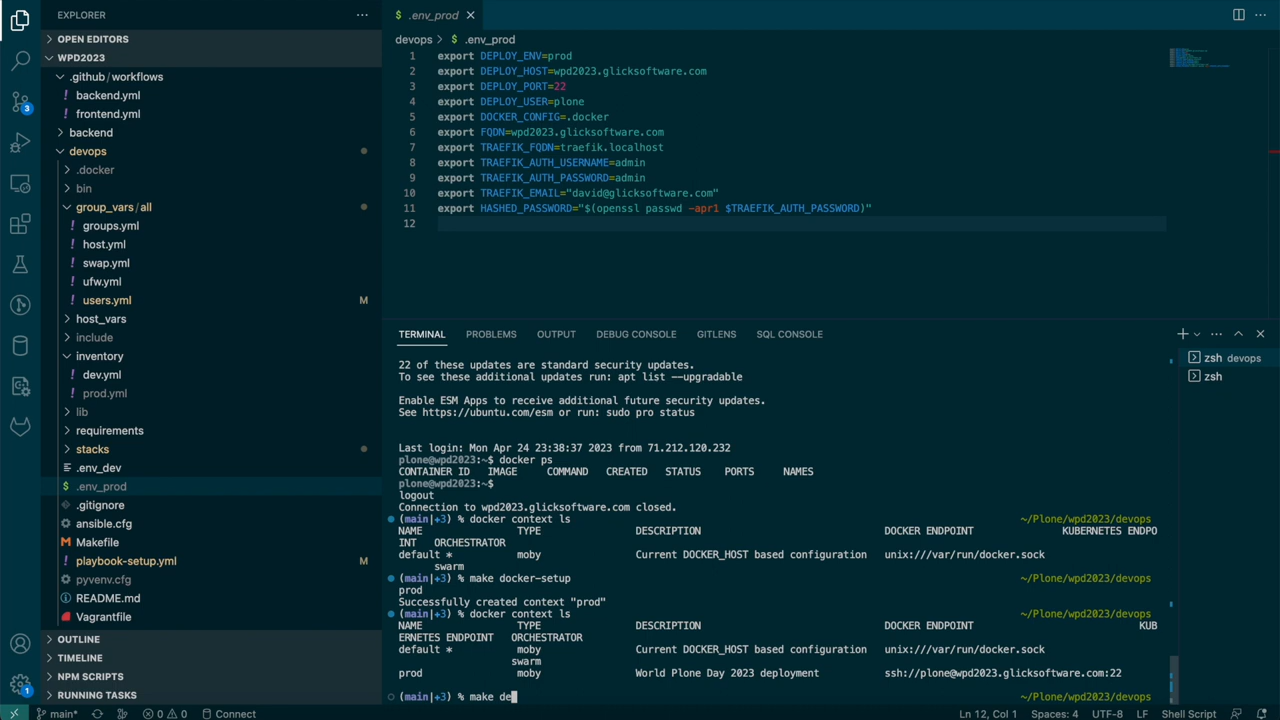 EXPLORER
OPEN EDITORS
WPD2023
.github/workflows
backend.yml
frontend.yml
backend
devops
.docker
bin
group_vars/all
groups.yml
host.yml
swap.yml
ufw.yml
users.yml M
host_vars
include
inventory
dev.yml
prod.yml
lib
requirements
stacks
.env_dev
.env_prod
.gitignore
ansible.cfg
Makefile
playbook-setup.yml M
pyvenv.cfg
README.md
Vagrantfile
OUTLINE
TIMELINE
NPM SCRIPTS
RUNNING TASKS
3
1
$ .env_prod
devops > $ .env_prod
1 export DEPLOY_ENV=prod
2 export DEPLOY_HOST=wpd2023.glicksoftware.com
3 export DEPLOY_PORT=22
4 export DEPLOY_USER=plone
5 export DOCKER_CONFIG=.docker
6 export FQDN=wpd2023.glicksoftware.com
7 export TRAEFIK_FQDN=traefik.localhost
8 export TRAEFIK_AUTH_USERNAME=admin
9 export TRAEFIK_AUTH_PASSWORD=admin
10 export TRAEFIK_EMAIL="david@glicksoftware.com"
11 export HASHED_PASSWORD="$(openssl passwd -apr1 $TRAEFIK_AUTH_PASSWORD)"
12
TERMINAL PROBLEMS OUTPUT DEBUG CONSOLE GITLENS SQL CONSOLE
zsh devops
zsh
22 of these updates are standard security updates.
To see these additional updates run: apt list --upgradable
Enable ESM Apps to receive additional future security updates.
See https://ubuntu.com/esm or run: sudo pro status
Last login: Mon Apr 24 23:38:37 2023 from 71.212.120.232
plone@wpd2023:~$ docker ps
CONTAINER ID IMAGE COMMAND CREATED STATUS PORTS NAMES
plone@wpd2023:~$
logout
Connection to wpd2023.glicksoftware.com closed.
(main|+3) % docker context ls ~/Plone/wpd2023/devops
NAME TYPE DESCRIPTION DOCKER ENDPOINT KUBERNETES ENDPO
INT ORCHESTRATOR
default * moby Current DOCKER_HOST based configuration unix:///var/run/docker.sock
swarm
(main|+3) % make docker-setup ~/Plone/wpd2023/devops
prod
Successfully created context "prod"
(main|+3) % docker context ls ~/Plone/wpd2023/devops
NAME TYPE DESCRIPTION DOCKER ENDPOINT KUB
ERNETES ENDPOINT ORCHESTRATOR
default * moby Current DOCKER_HOST based configuration unix:///var/run/docker.sock
swarm
prod moby World Plone Day 2023 deployment ssh://plone@wpd2023.glicksoftware.com:22
(main|+3) % make de ~/Plone/wpd2023/devops
main* 0 0 Connect Ln 12, Col 1 Spaces: 4 UTF-8 LF Shell Script